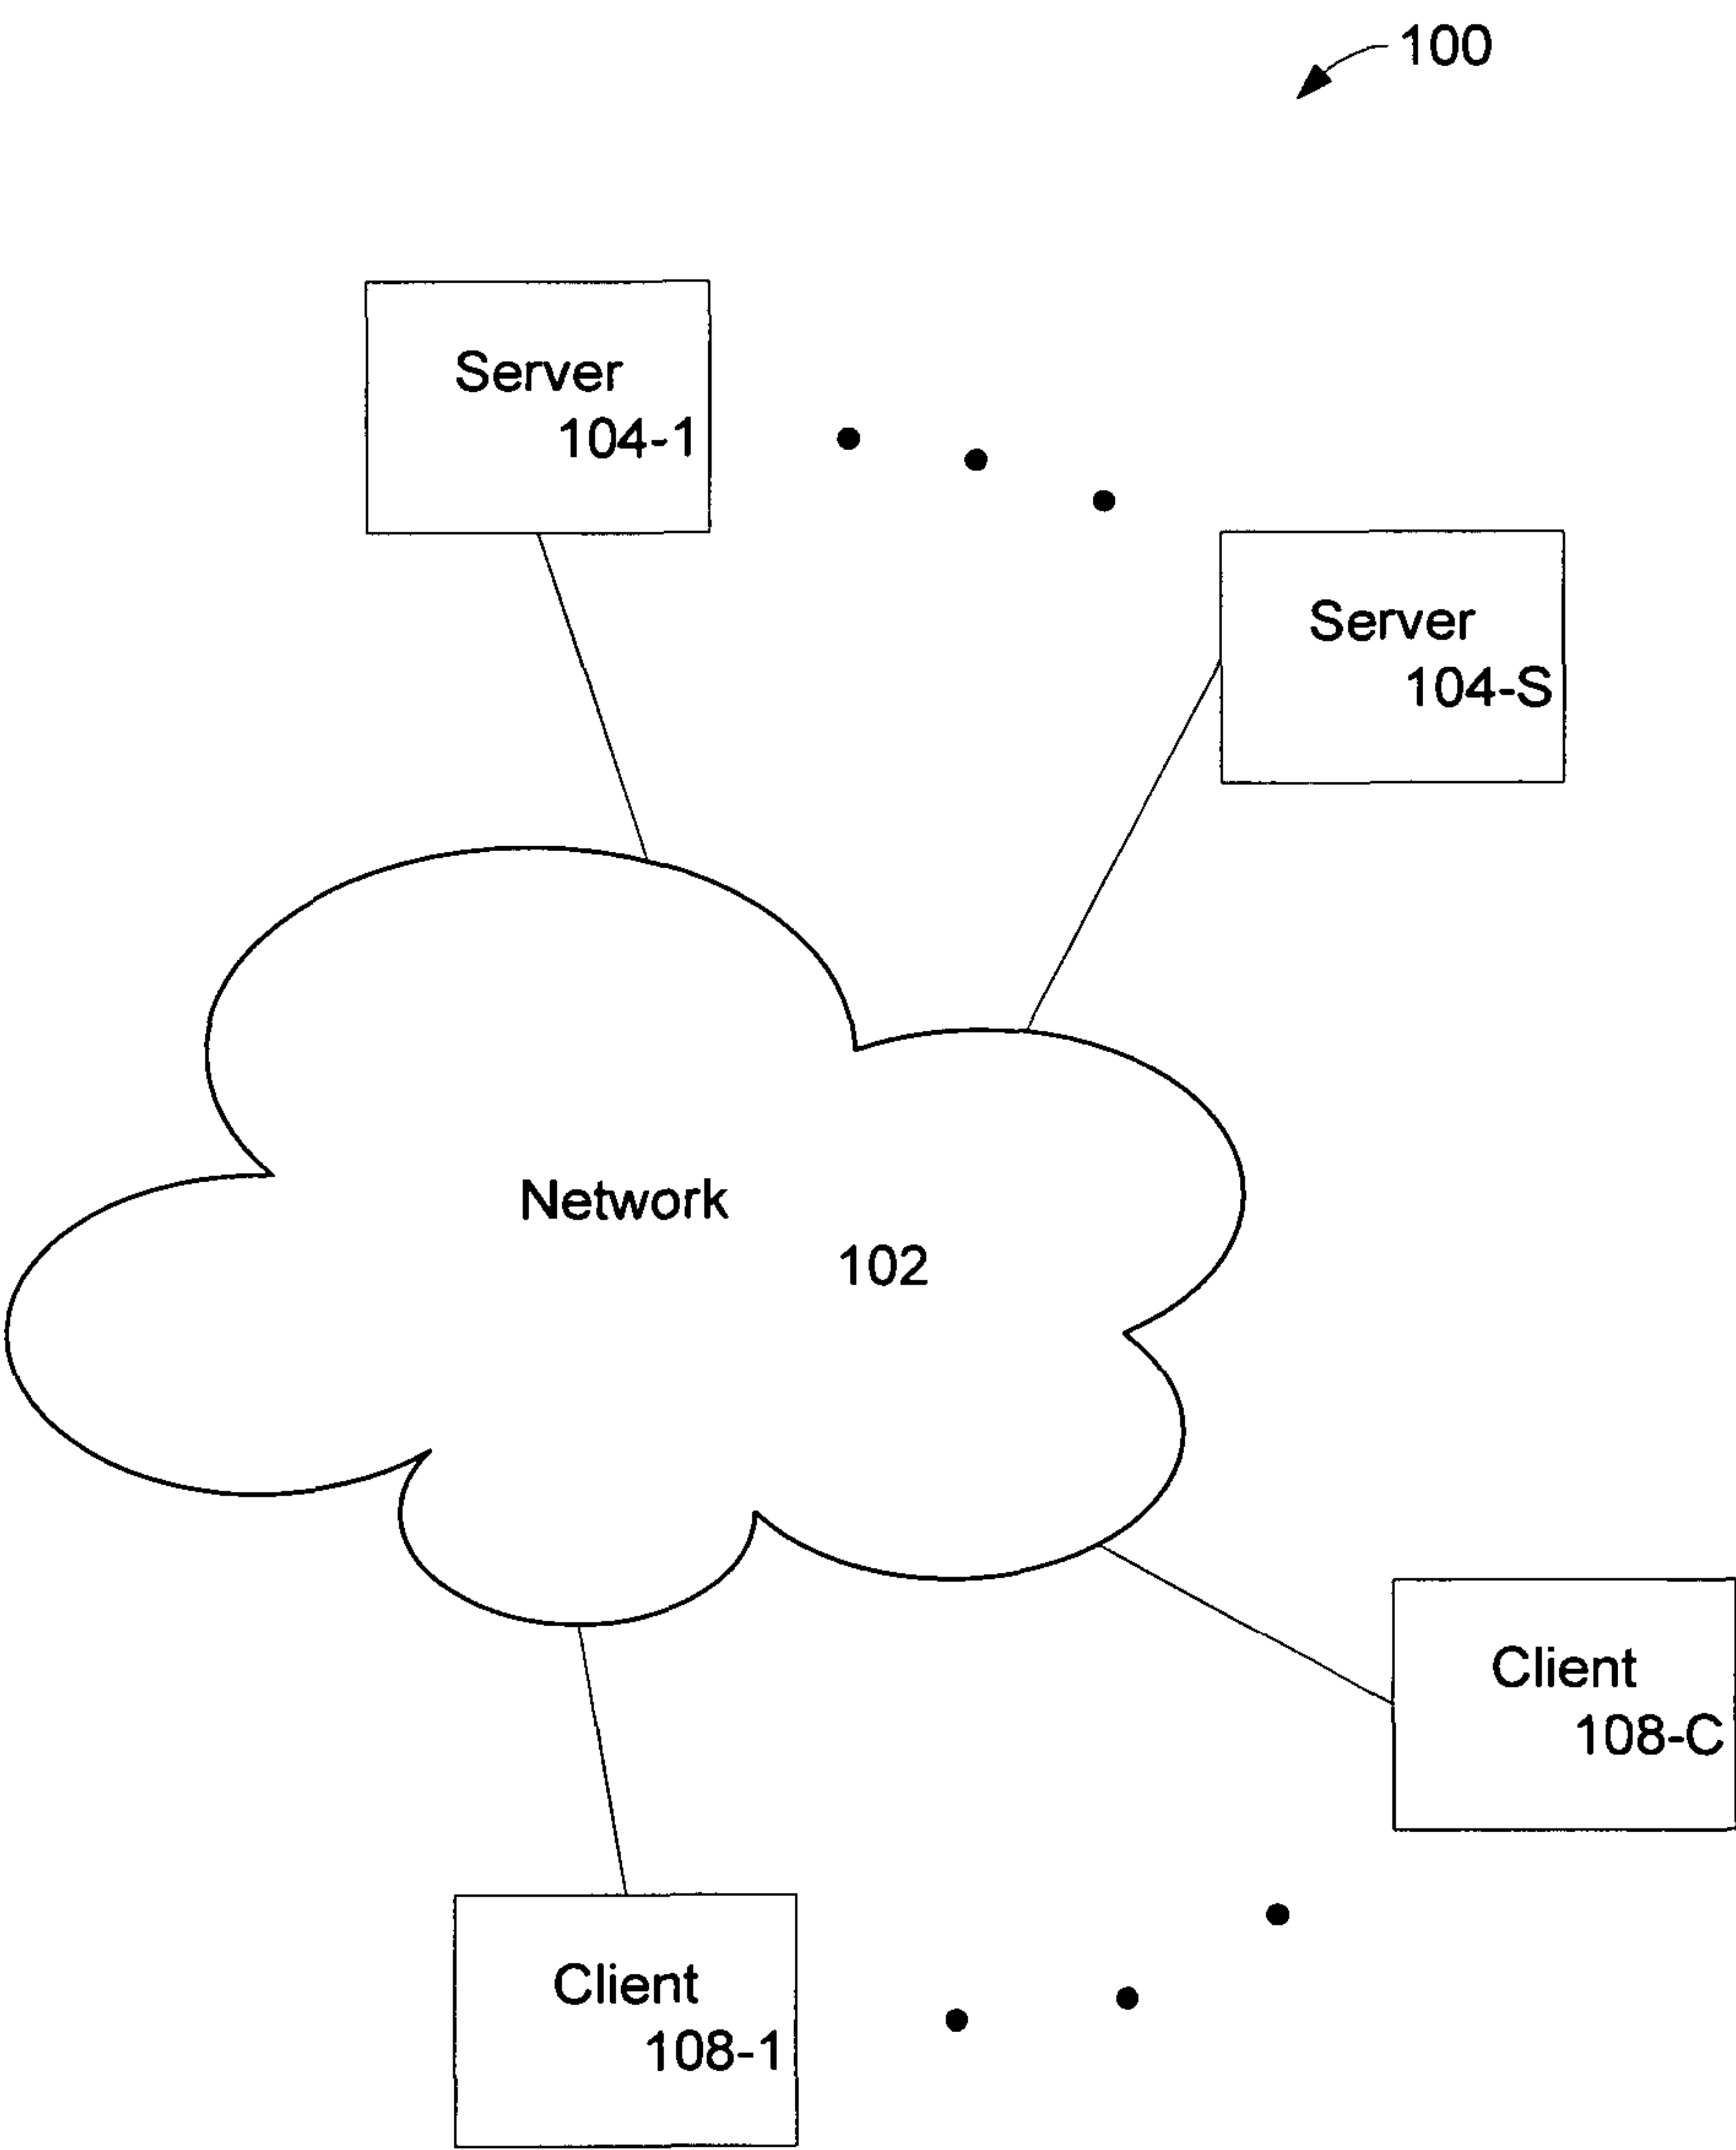 100
Server
104-1
Server
104-S
Network
102
Client
108-C
Client
108-1